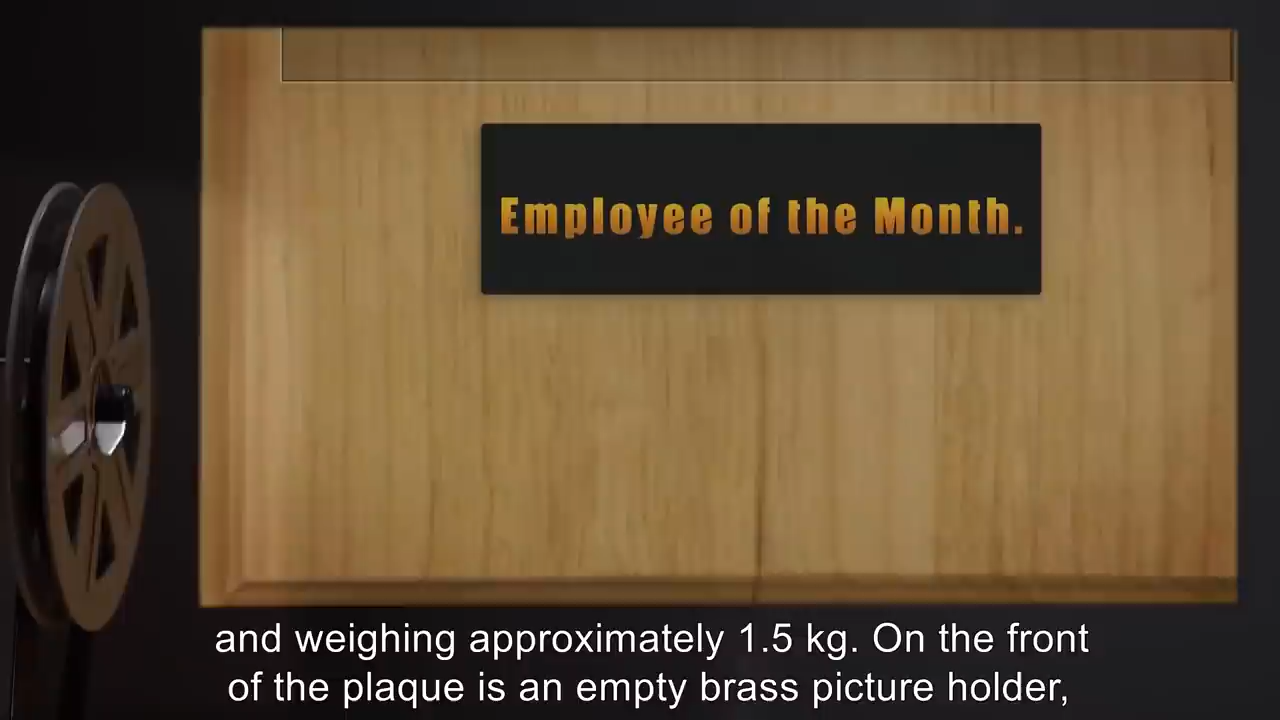 Employee of the Month.
and weighing approximately 1.5 kg. On the front
of the plaque is an empty brass picture holder,